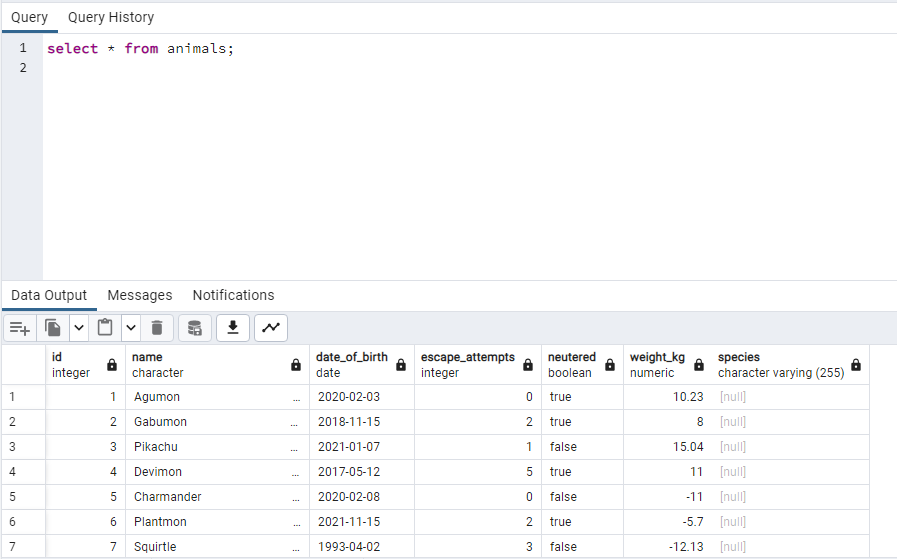 Query Query History
1 select * from animals;
2
Data Output Messages Notifications
id name date_of_birth escape_attempts neutered weight_kg species
integer character date integer boolean numeric character varying (255)
1 1 Agumon ... 2020-02-03 0 true 10.23 [null]
2 2 Gabumon ... 2018-11-15 2 true 8 [null]
3 3 Pikachu ... 2021-01-07 1 false 15.04 [null]
4 4 Devimon ... 2017-05-12 5 true 11 [null]
5 5 Charmander ... 2020-02-08 0 false -11 [null]
6 6 Plantmon ... 2021-11-15 2 true -5.7 [null]
7 7 Squirtle ... 1993-04-02 3 false -12.13 [null]